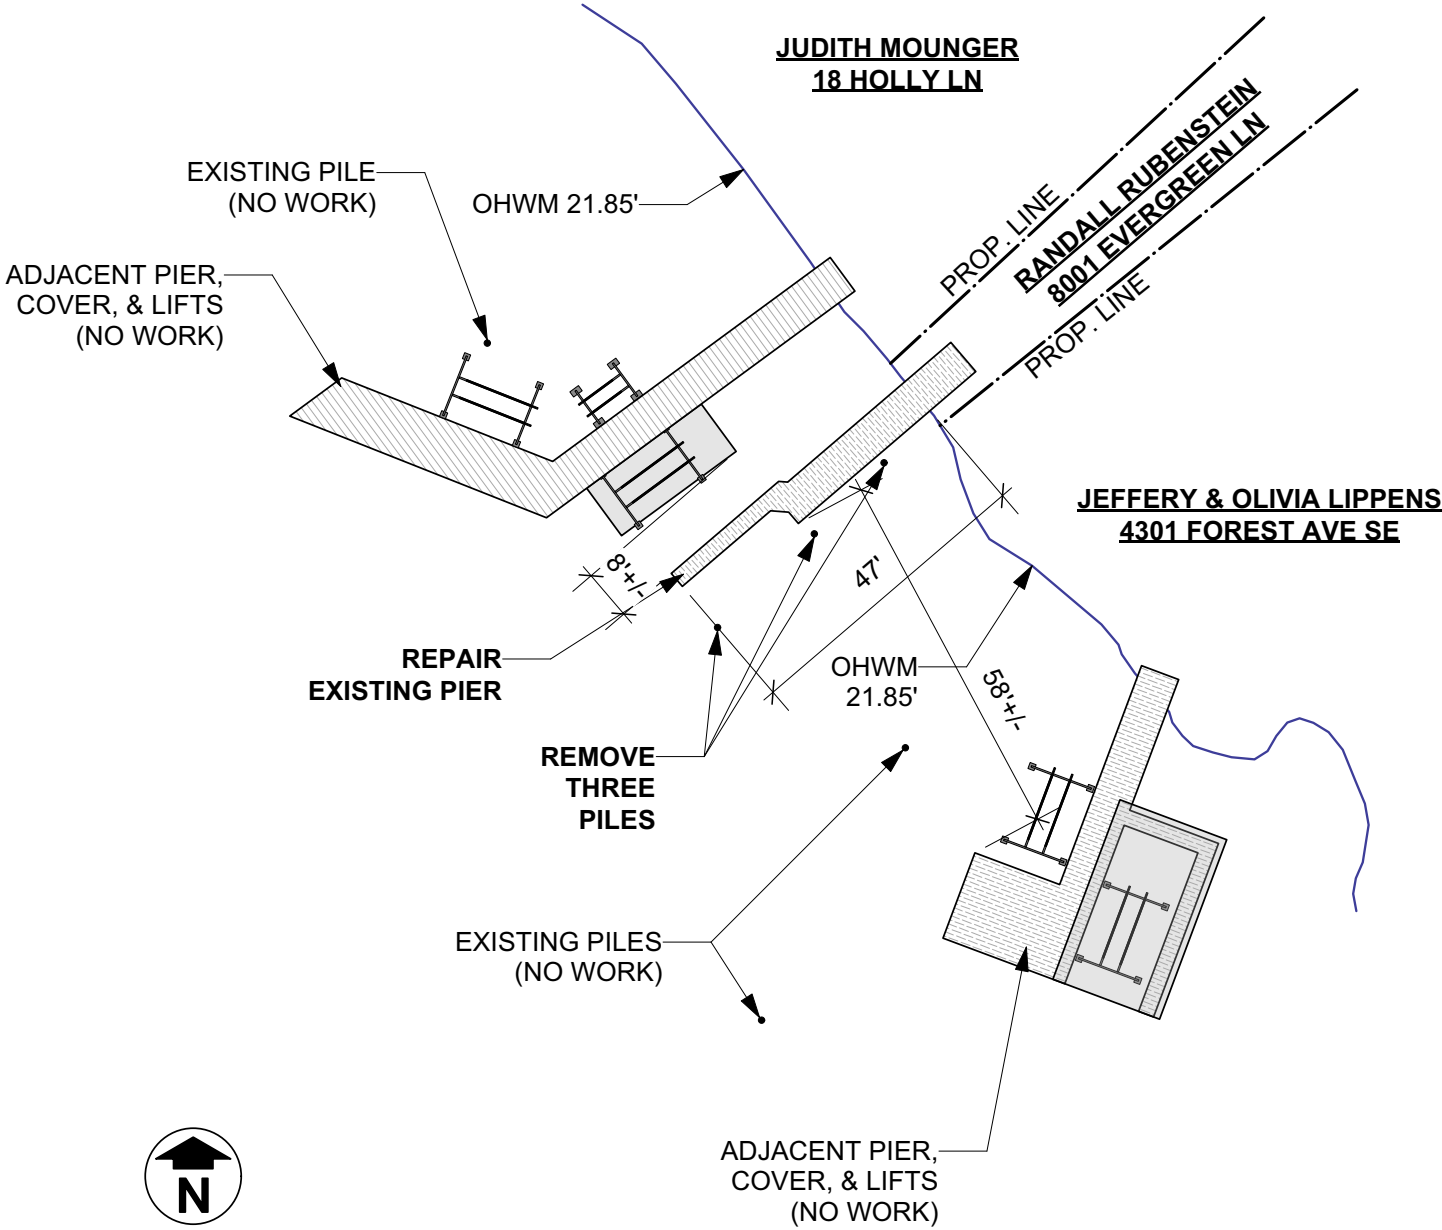 JUDITH MOUNGER
18 HOLLY LN
RANDALL RUBENSTEIN
8001 EVERGREEN LN
PROP. LINE
PROP. LINE
EXISTING PILE
(NO WORK)
OHWM 21.85'
ADJACENT PIER,
COVER, & LIFTS
(NO WORK)
JEFFERY & OLIVIA LIPPENS
4301 FOREST AVE SE
8'+/-
47'
REPAIR
EXISTING PIER
OHWM
21.85'
58'+/-
REMOVE
THREE
PILES
EXISTING PILES
(NO WORK)
ADJACENT PIER,
COVER, & LIFTS
(NO WORK)
N